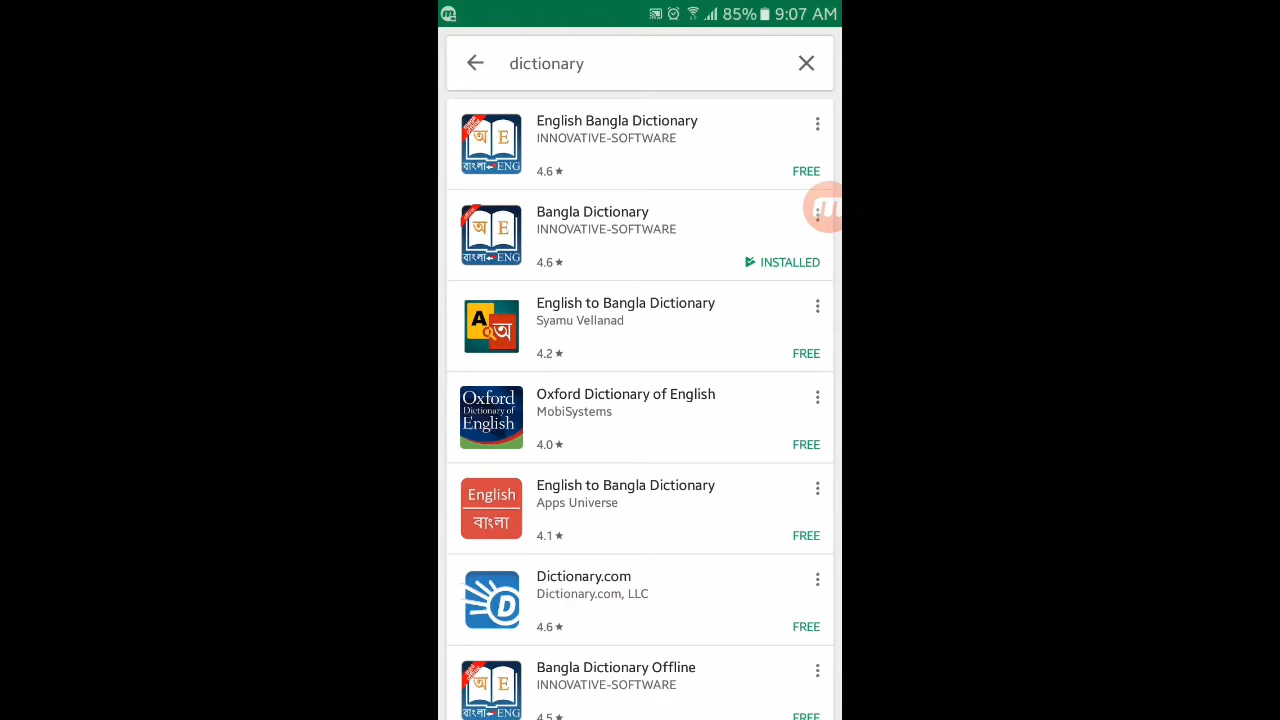 85% 9:07 AM
dictionary
English Bangla Dictionary
INNOVATIVE-SOFTWARE
অ E
বাংলা ENG
4.6 ★
FREE
Bangla Dictionary
INNOVATIVE-SOFTWARE
অ E
বাংলা ENG
4.6 ★
INSTALLED
English to Bangla Dictionary
Syamu Vellanad
A অ
4.2 ★
FREE
Oxford Dictionary of English
MobiSystems
Oxford
Dictionary of
English
4.0 ★
FREE
English to Bangla Dictionary
Apps Universe
English
বাংলা
4.1 ★
FREE
Dictionary.com
Dictionary.com, LLC
D
4.6 ★
FREE
Bangla Dictionary Offline
INNOVATIVE-SOFTWARE
অ E
বাংলা ENG
4.5 ★
FREE